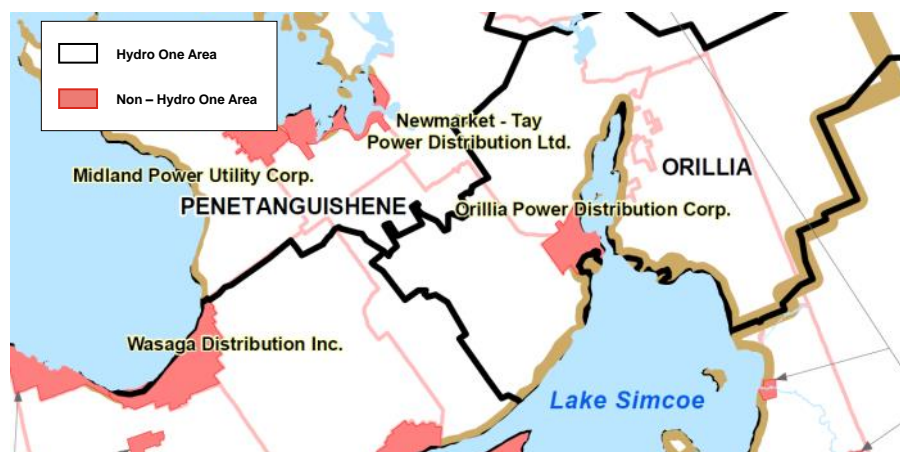 Hydro One Area
Non – Hydro One Area
Newmarket - Tay
Power Distribution Ltd.
Midland Power Utility Corp.
ORILLIA
PENETANGUISHENE
Orillia Power Distribution Corp.
Wasaga Distribution Inc.
Lake Simcoe